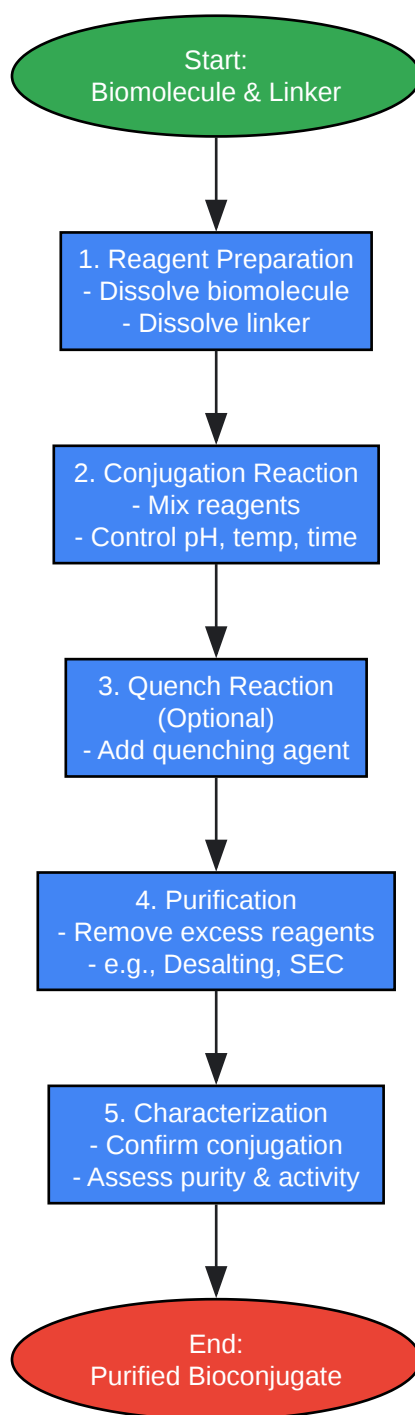 Start:
Biomolecule & Linker
1. Reagent Preparation
- Dissolve biomolecule
- Dissolve linker
2. Conjugation Reaction
- Mix reagents
- Control pH, temp, time
3. Quench Reaction
(Optional)
- Add quenching agent
4. Purification
- Remove excess reagents
- e.g., Desalting, SEC
5. Characterization
- Confirm conjugation
- Assess purity & activity
End:
Purified Bioconjugate